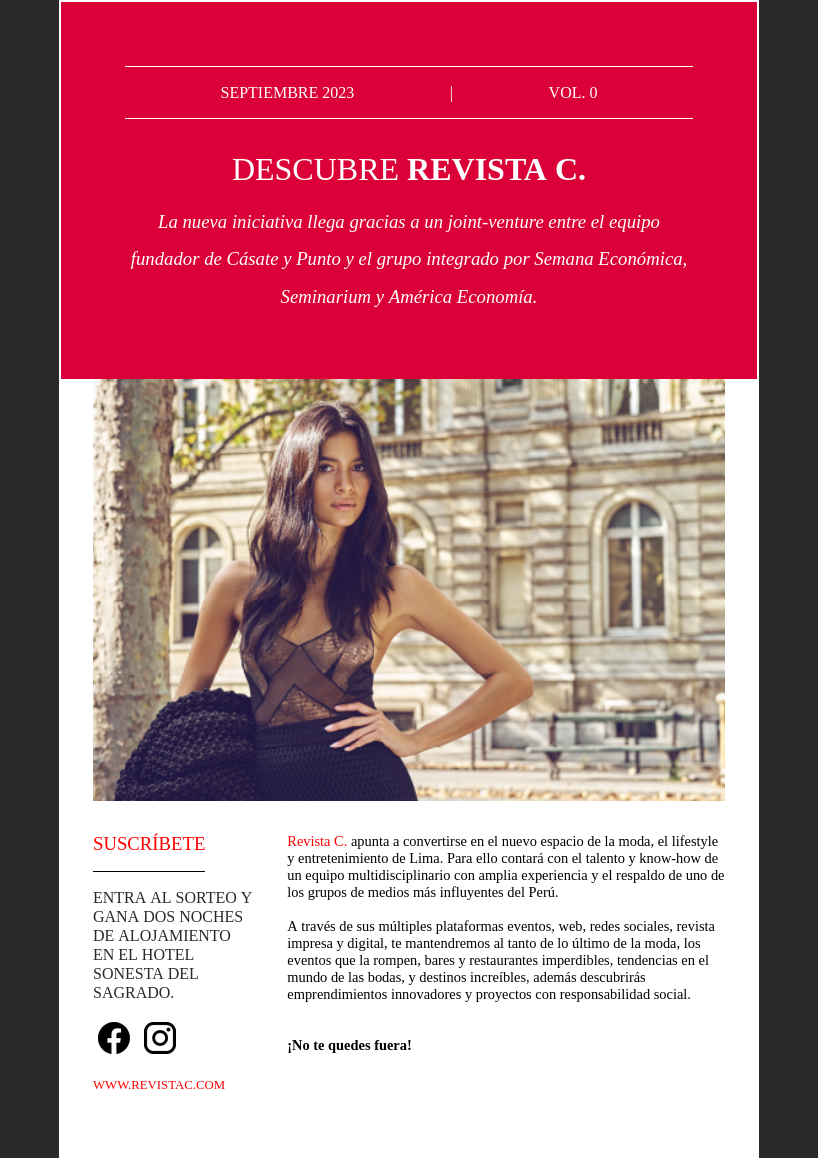 SEPTIEMBRE 2023 | VOL. 0
DESCUBRE REVISTA C.
La nueva iniciativa llega gracias a un joint-venture entre el equipo
fundador de Cásate y Punto y el grupo integrado por Semana Económica,
Seminarium y América Economía.
SUSCRÍBETE
ENTRA AL SORTEO Y
GANA DOS NOCHES
DE ALOJAMIENTO
EN EL HOTEL
SONESTA DEL
SAGRADO.
WWW.REVISTAC.COM
Revista C. apunta a convertirse en el nuevo espacio de la moda, el lifestyle
y entretenimiento de Lima. Para ello contará con el talento y know-how de
un equipo multidisciplinario con amplia experiencia y el respaldo de uno de
los grupos de medios más influyentes del Perú.
A través de sus múltiples plataformas eventos, web, redes sociales, revista
impresa y digital, te mantendremos al tanto de lo último de la moda, los
eventos que la rompen, bares y restaurantes imperdibles, tendencias en el
mundo de las bodas, y destinos increíbles, además descubrirás
emprendimientos innovadores y proyectos con responsabilidad social.
¡No te quedes fuera!